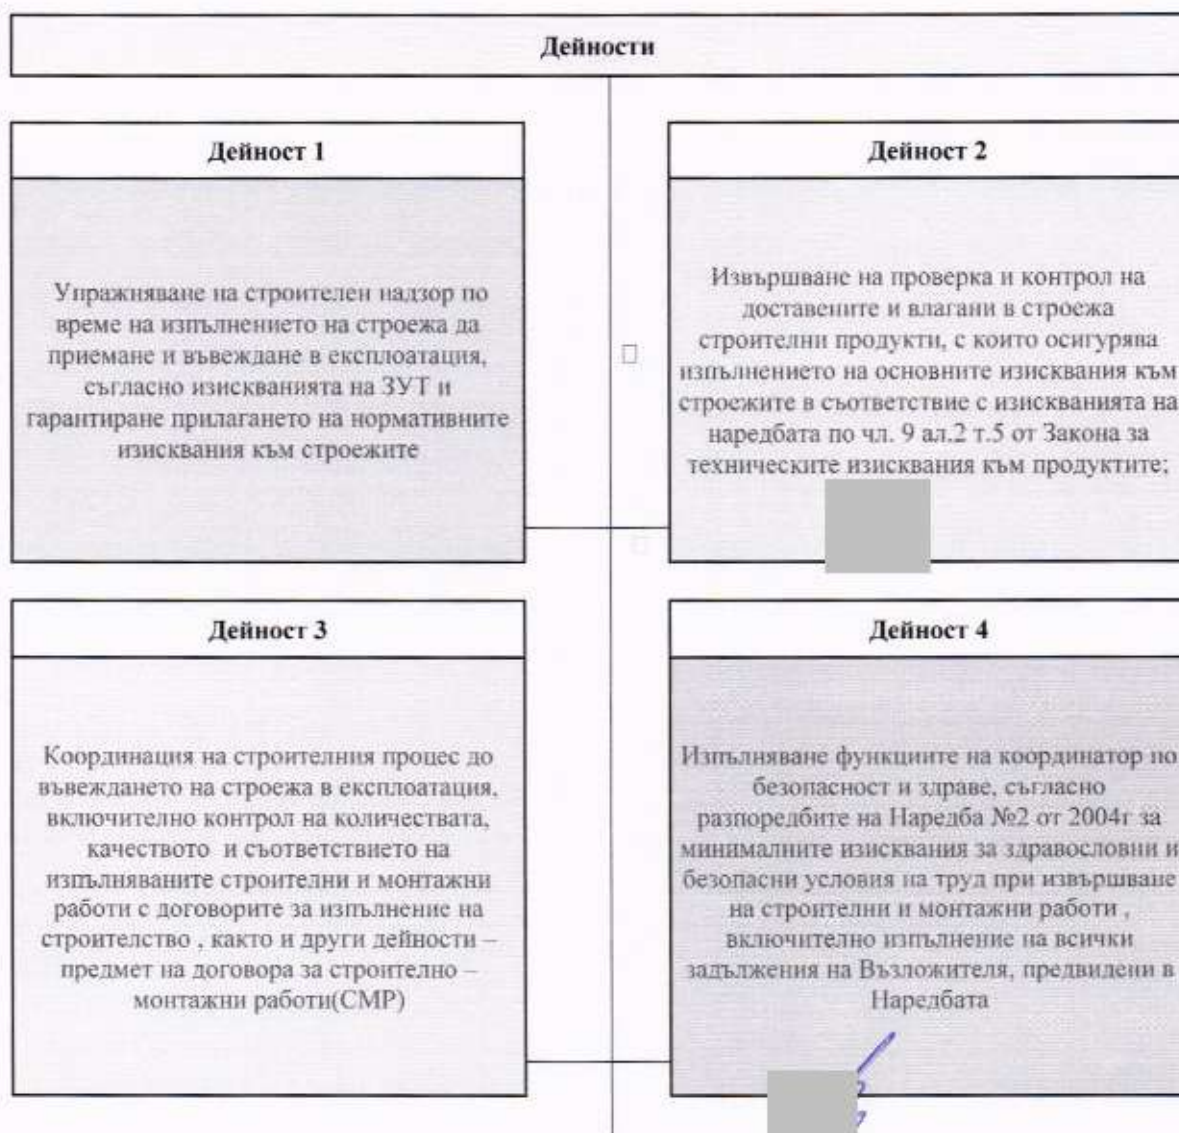 Дейности
Дейност 1
Упражняване на строителен надзор по
време на изпълнението на строежа да
приемане и въвеждане в експлоатация,
съгласно изискванията на ЗУТ и
гарантиране прилагането на нормативните
изисквания към строежите
Дейност 2
Извършване на проверка и контрол на
доставените и влагани в строежа
строителни продукти, с които осигурява
изпълнението на основните изисквания към
строежите в съответствие с изискванията на
наредбата по чл. 9 ал.2 т.5 от Закона за
техническите изисквания към продуктите;
Дейност 3
Координация на строителния процес до
въвеждането на строежа в експлоатация,
включително контрол на количествата,
качеството и съответствието на
изпълняваните строителни и монтажни
работи с договорите за изпълнение на
строителство , както и други дейности –
предмет на договора за строително –
монтажни работи(СМР)
Дейност 4
Изпълняване функциите на координатор по
безопасност и здраве, съгласно
разпоредбите на Наредба №2 от 2004г за
минималните изисквания за здравословни и
безопасни условия на труд при извършване
на строителни и монтажни работи ,
включително изпълнение на всички
задължения на Възложителя, предвидени в
Наредбата